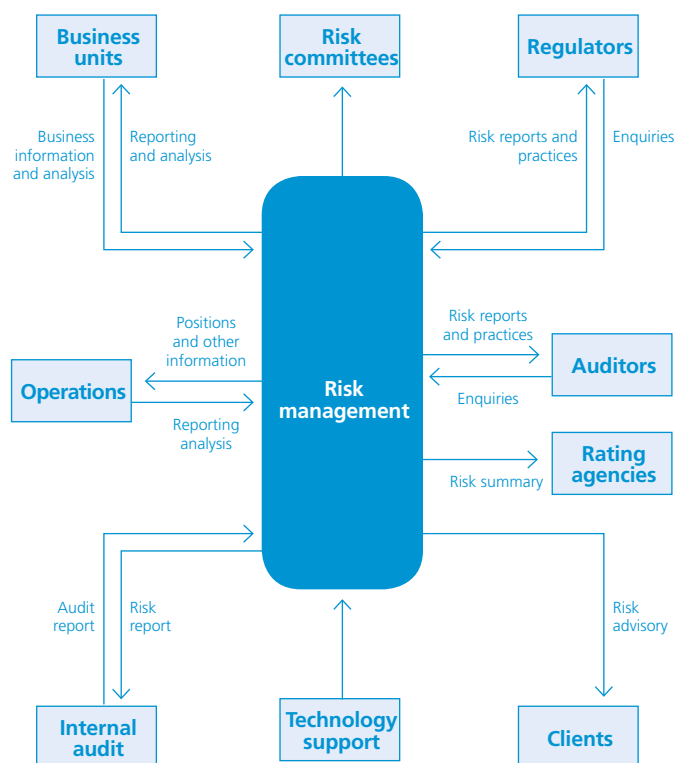 Business
units
Risk
committees
Regulators
Business
information
and analysis
Reporting
and analysis
Risk reports and
practices
Enquiries
Positions
and other
information
Risk reports
and practices
Operations
Risk
management
Auditors
Reporting
analysis
Enquiries
Rating
agencies
Risk summary
Audit
report
Risk
report
Risk
advisory
Internal
audit
Technology
support
Clients